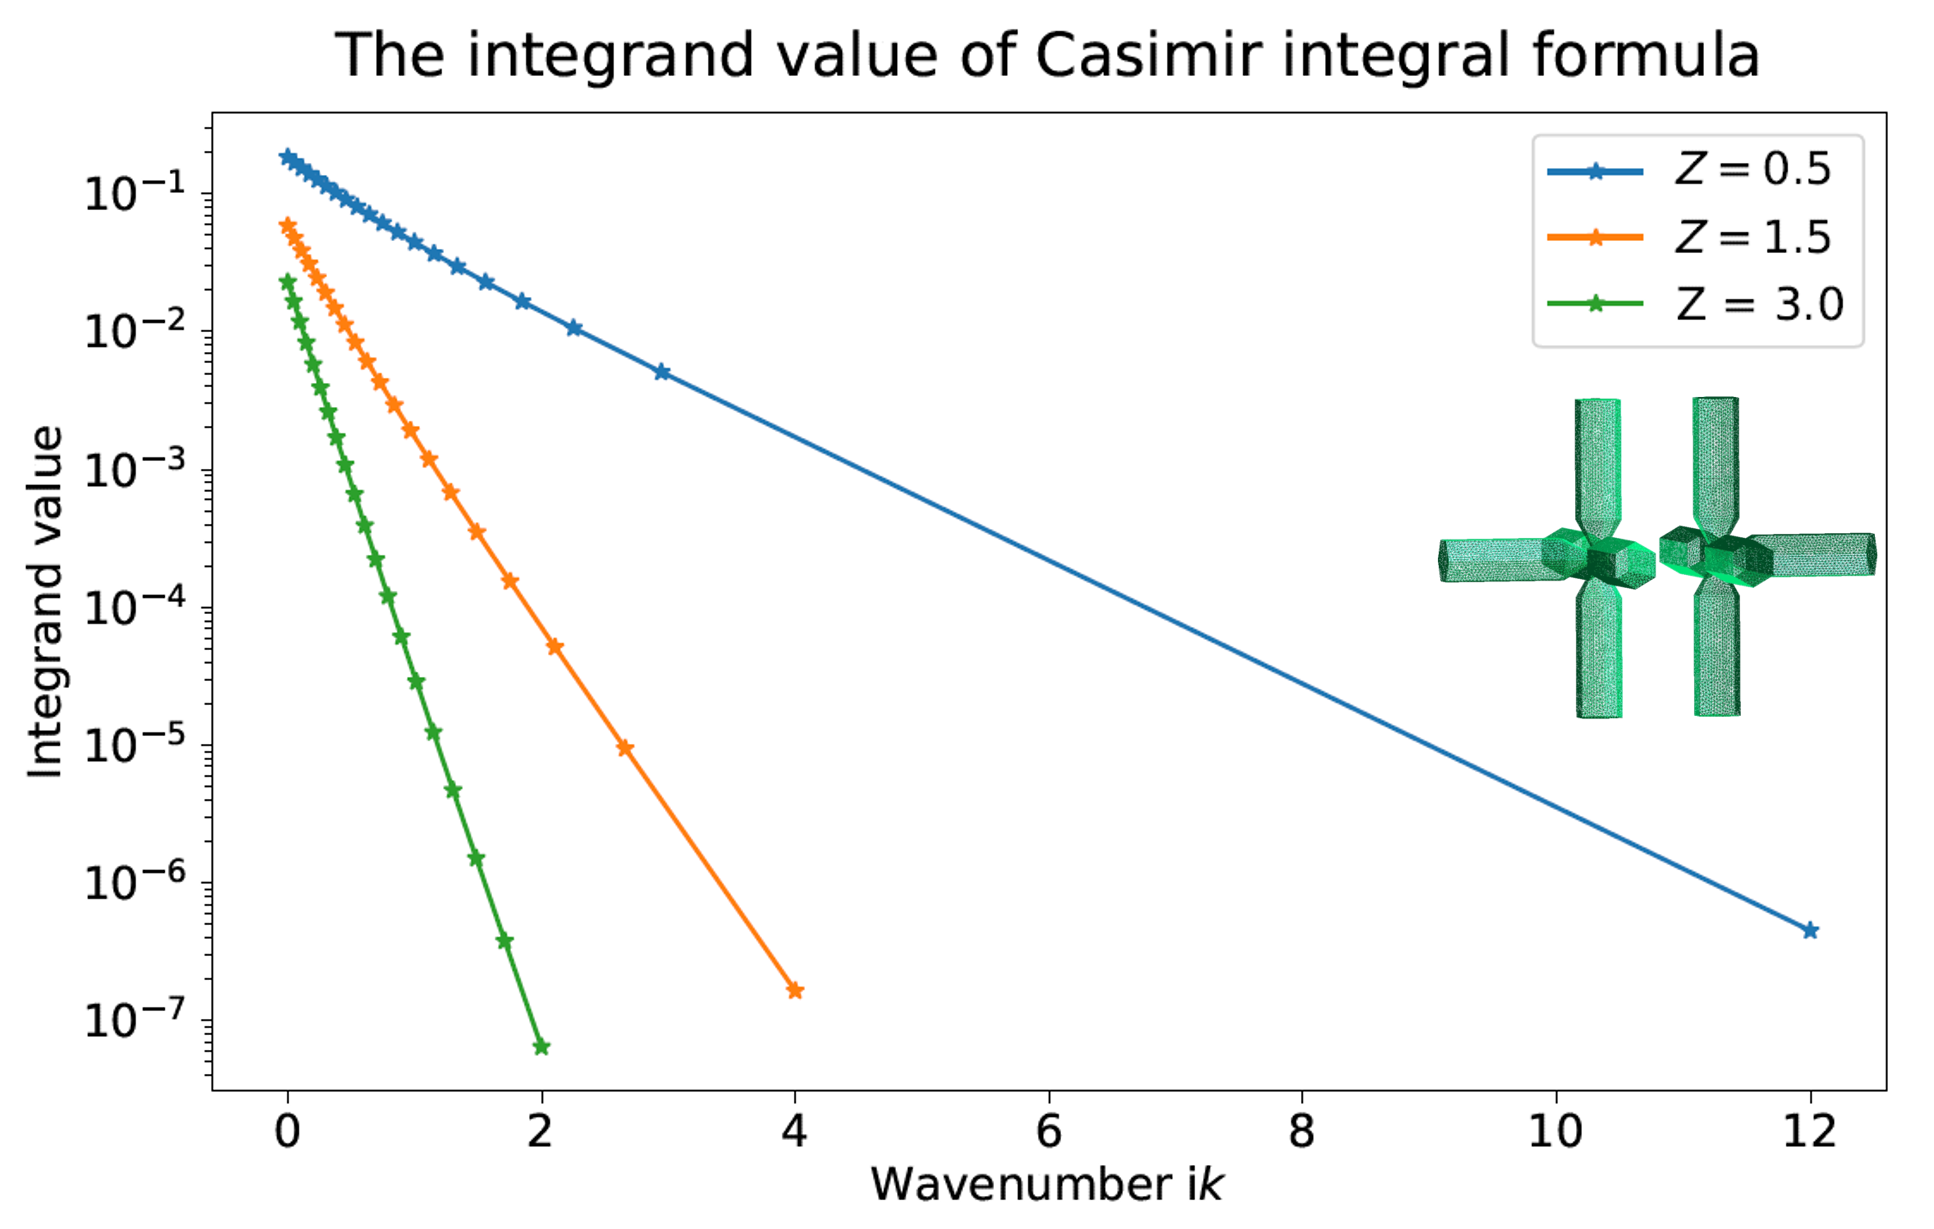 The integrand value of Casimir integral formula
Z = 0.5
Z = 1.5
Z = 3.0
Integrand value
10⁻¹
10⁻²
10⁻³
10⁻⁴
10⁻⁵
10⁻⁶
10⁻⁷
0 2 4 6 8 10 12
Wavenumber ik